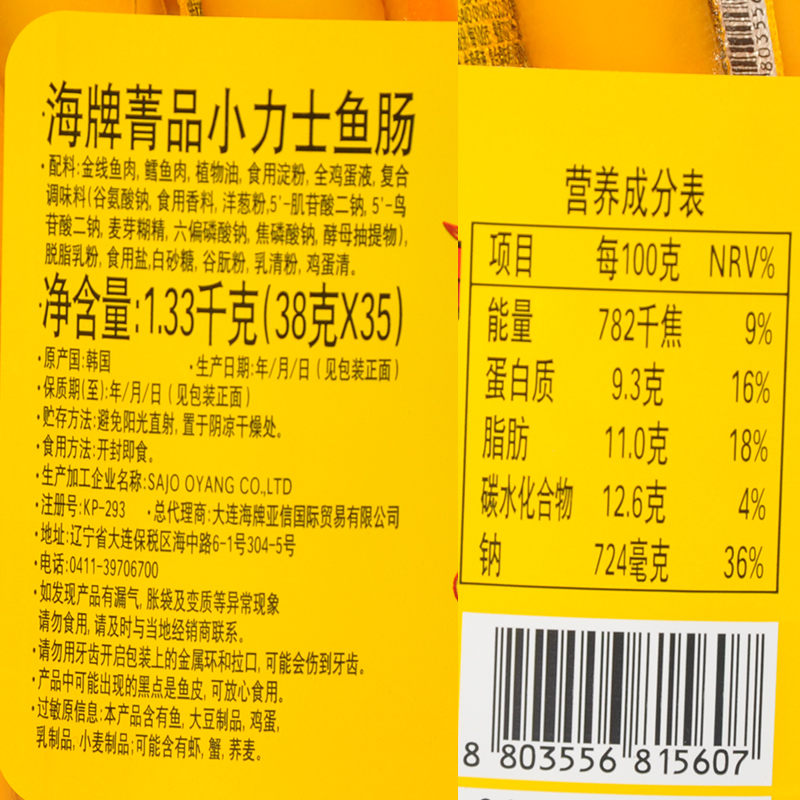 海牌菁品小力士鱼肠
·配料:金线鱼肉, 鳕鱼肉, 植物油, 食用淀粉, 全鸡蛋液, 复合
调味料(谷氨酸钠, 食用香料, 洋葱粉,5'-肌苷酸二钠, 5'-鸟
苷酸二钠, 麦芽糊精, 六偏磷酸钠, 焦磷酸钠, 酵母抽提物),
脱脂乳粉, 食用盐,白砂糖, 谷朊粉, 乳清粉, 鸡蛋清。
·净含量:1.33千克(38克X35)
·原产国:韩国 ·生产日期:年/月/日 (见包装正面)
·保质期(至):年/月/日 (见包装正面)
·贮存方法:避免阳光直射, 置于阴凉干燥处。
·食用方法:开封即食。
·生产加工企业名称:SAJO OYANG CO.,LTD
·注册号:KP-293 ·总代理商:大连海牌亚信国际贸易有限公司
·地址:辽宁省大连保税区海中路6-1号304-5号
·电话:0411-39706700
·如发现产品有漏气, 胀袋及变质等异常现象
请勿食用, 请及时与当地经销商联系。
·请勿用牙齿开启包装上的金属环和拉口, 可能会伤到牙齿。
·产品中可能出现的黑点是鱼皮, 可放心食用。
·过敏原信息:本产品含有鱼, 大豆制品, 鸡蛋,
乳制品, 小麦制品;可能含有虾, 蟹, 荞麦。
营养成分表
项目 每100克 NRV%
能量 782千焦 9%
蛋白质 9.3克 16%
脂肪 11.0克 18%
碳水化合物 12.6克 4%
钠 724毫克 36%
8 803556 815607